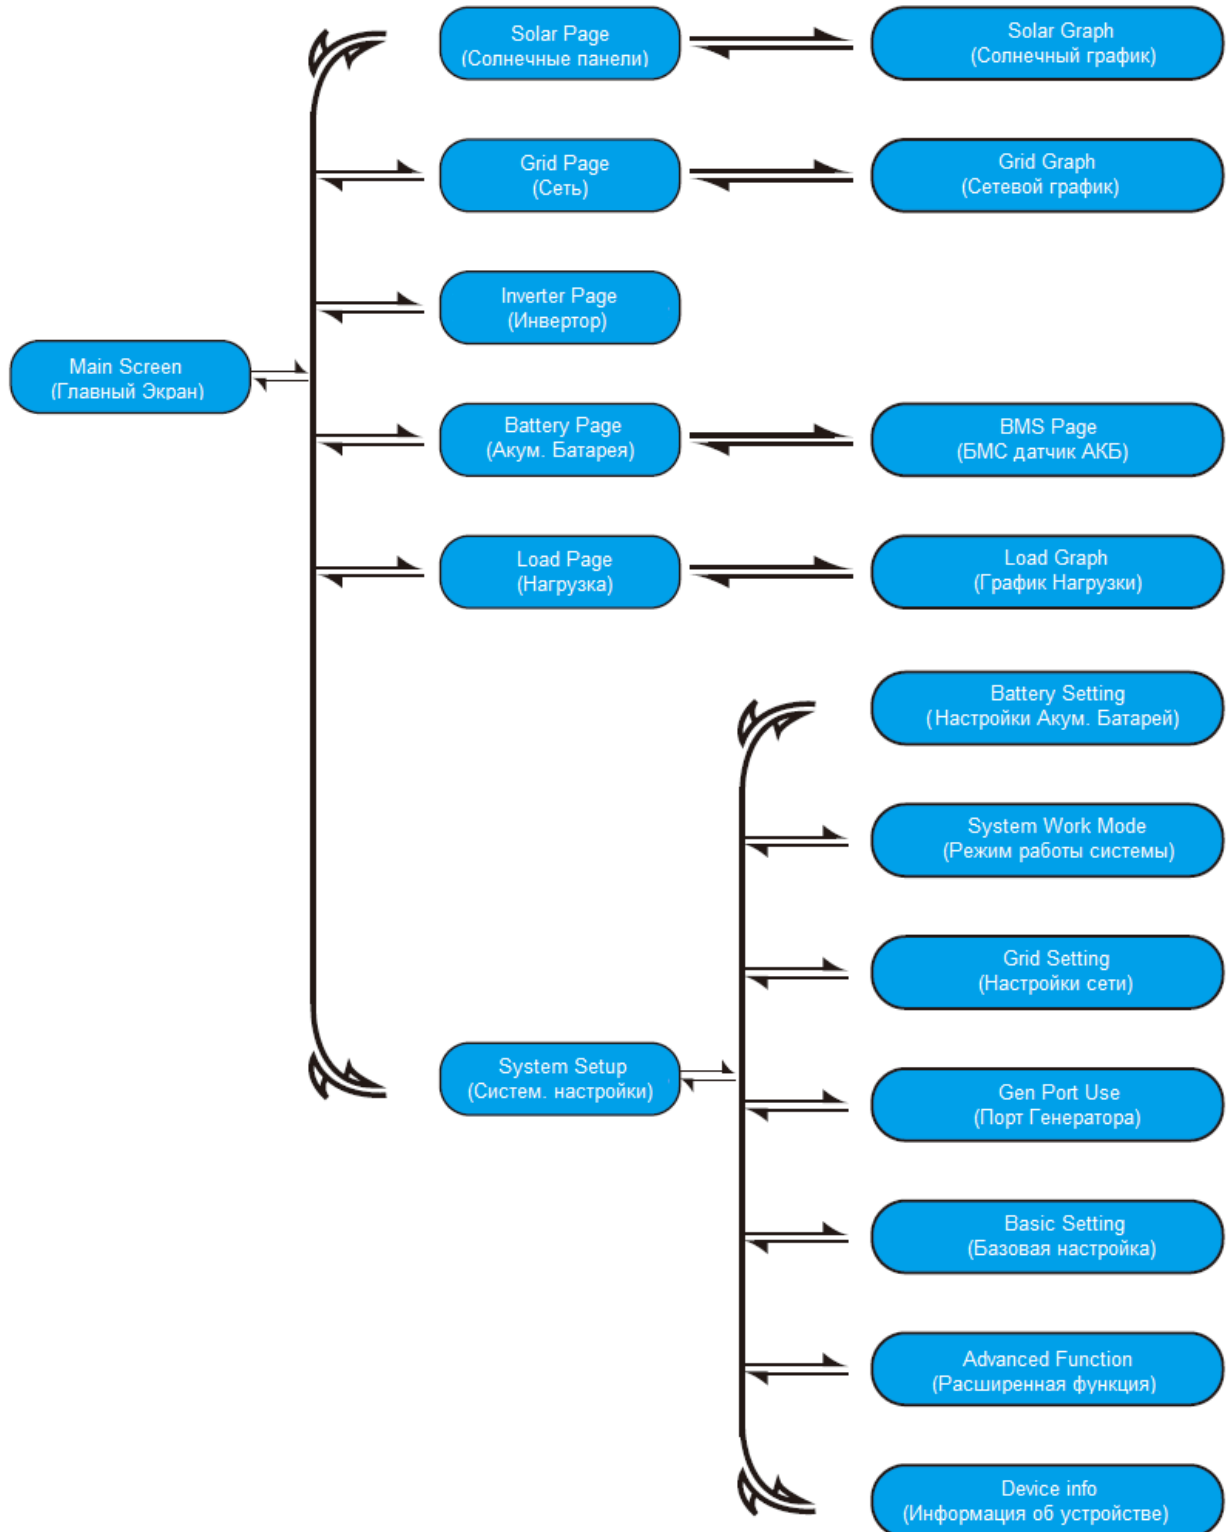 Solar Page
(Солнечные панели)
Solar Graph
(Солнечный график)
Grid Page
(Сеть)
Grid Graph
(Сетевой график)
Inverter Page
(Инвертор)
Main Screen
(Главный Экран)
Battery Page
(Акум. Батарея)
BMS Page
(БМС датчик АКБ)
Load Page
(Нагрузка)
Load Graph
(График Нагрузки)
Battery Setting
(Настройки Акум. Батарей)
System Work Mode
(Режим работы системы)
Grid Setting
(Настройки сети)
System Setup
(Систем. настройки)
Gen Port Use
(Порт Генератора)
Basic Setting
(Базовая настройка)
Advanced Function
(Расширенная функция)
Device info
(Информация об устройстве)